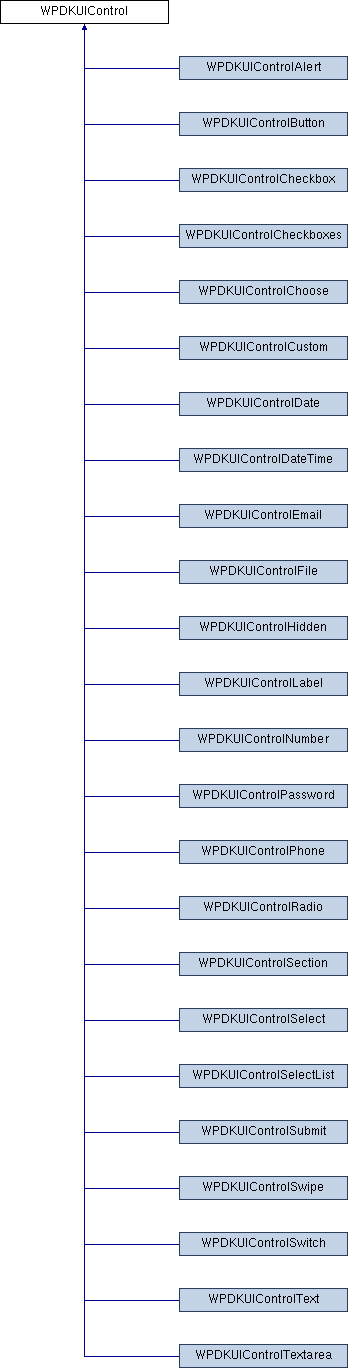 WPDKUIControl
WPDKUIControlAlert
WPDKUIControlButton
WPDKUIControlCheckbox
WPDKUIControlCheckboxes
WPDKUIControlChoose
WPDKUIControlCustom
WPDKUIControlDate
WPDKUIControlDateTime
WPDKUIControlEmail
WPDKUIControlFile
WPDKUIControlHidden
WPDKUIControlLabel
WPDKUIControlNumber
WPDKUIControlPassword
WPDKUIControlPhone
WPDKUIControlRadio
WPDKUIControlSection
WPDKUIControlSelect
WPDKUIControlSelectList
WPDKUIControlSubmit
WPDKUIControlSwipe
WPDKUIControlSwitch
WPDKUIControlText
WPDKUIControlTextarea